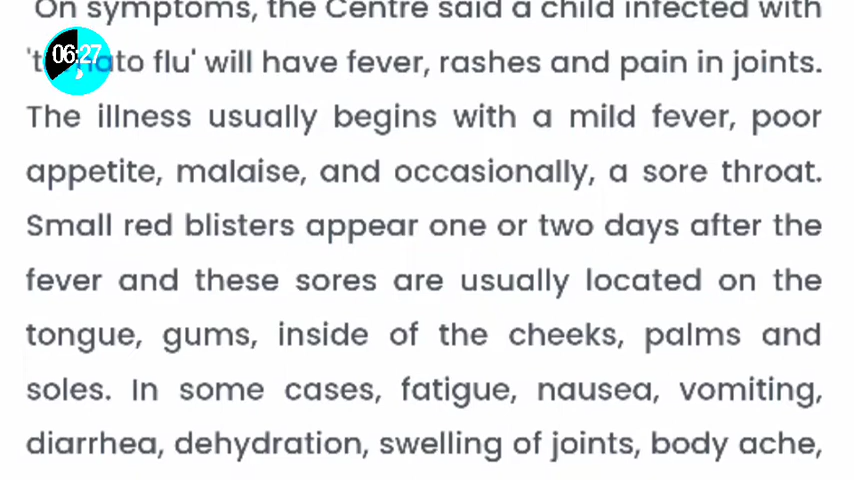 On symptoms, the Centre said a child infected with
06:27
flu' will have fever, rashes and pain in joints.
The illness usually begins with a mild fever, poor
appetite, malaise, and occasionally, a sore throat.
Small red blisters appear one or two days after the
fever and these sores are usually located on the
tongue, gums, inside of the cheeks, palms and
soles. In some cases, fatigue, nausea, vomiting,
diarrhea, dehydration, swelling of joints, body ache,